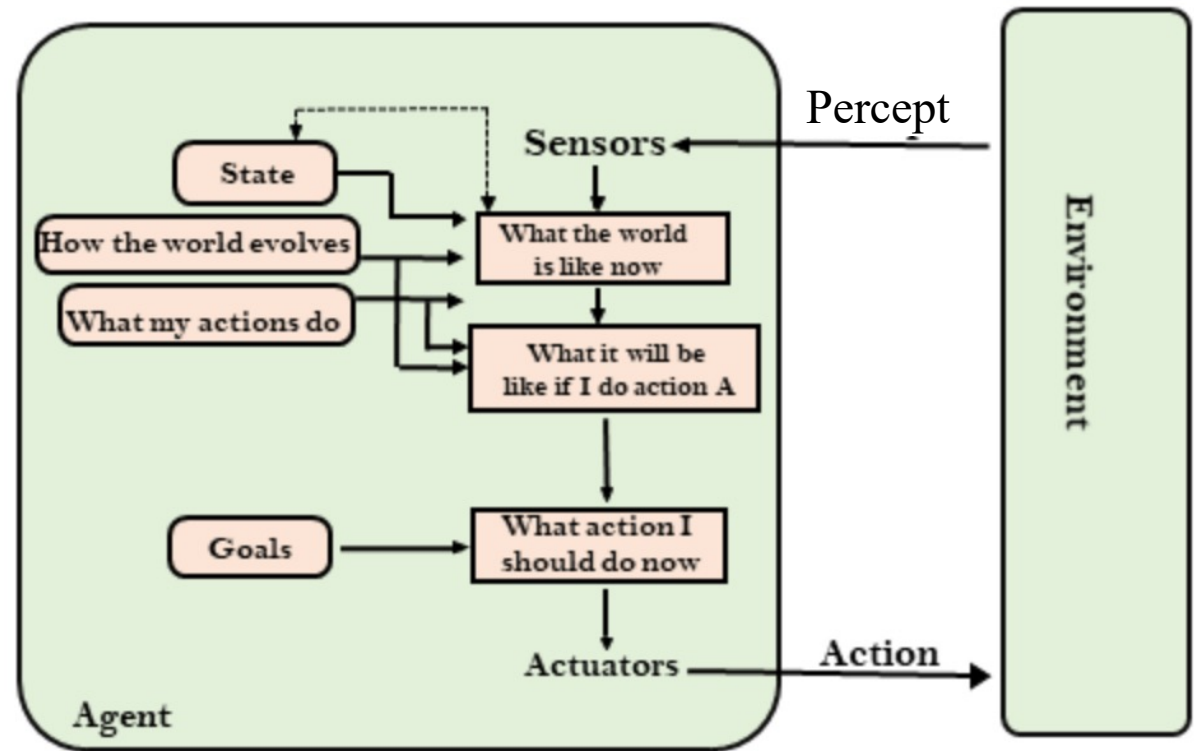 Percept
Sensors
State
How the world evolves
What my actions do
What the world
is like now
What it will be
like if I do action A
Goals
What action I
should do now
Actuators
Action
Agent
Environment